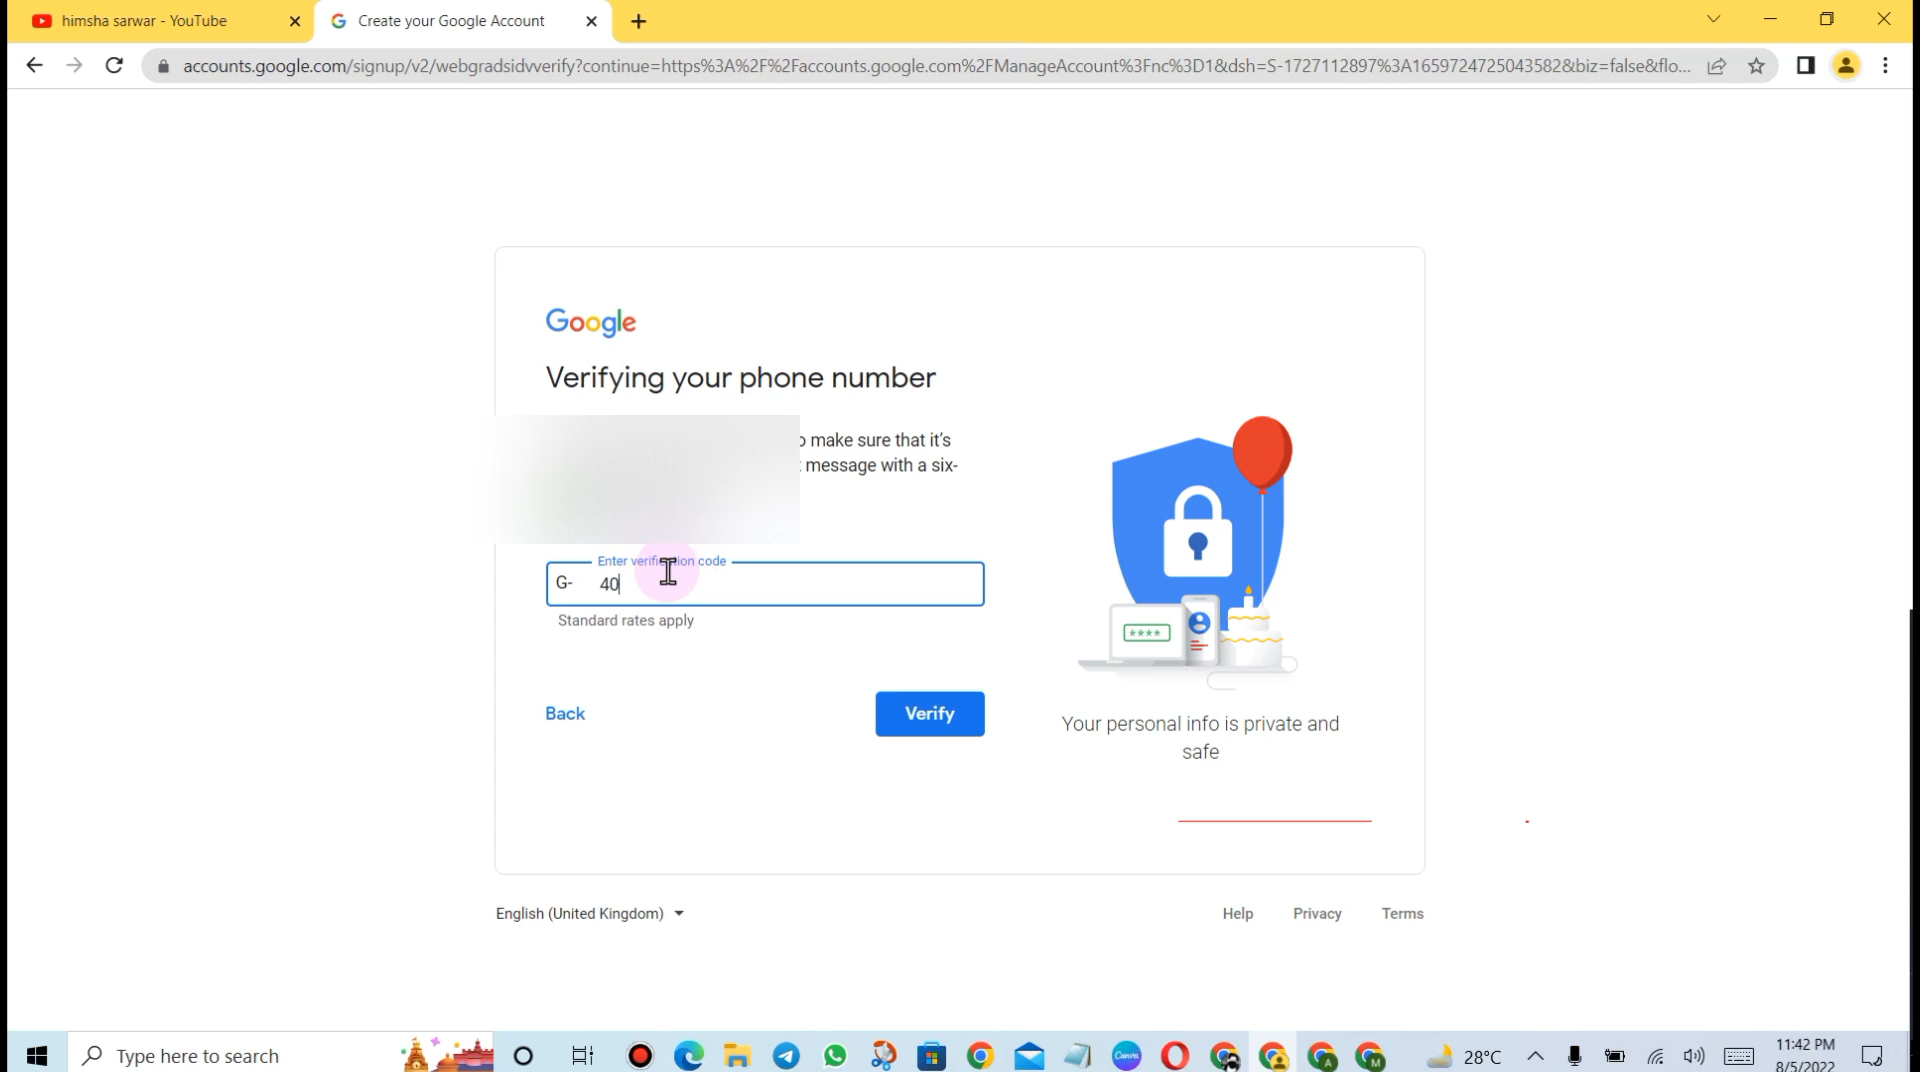 himsha sarwar - YouTube
Create your Google Account
accounts.google.com/signup/v2/webgradsidvverify?continue=https%3A%2F%2Faccounts.google.com%2FManageAccount%3Fnc%3D1&dsh=S-1727112897%3A1659724725043582&biz=false&flo...
Google
Verifying your phone number
o make sure that it's
message with a six-
Enter verification code
G- 40
Standard rates apply
Back
Verify
****
Your personal info is private and
safe
English (United Kingdom)
Help Privacy Terms
Type here to search
Canva
A
M
28°C
11:42 PM
8/5/2022